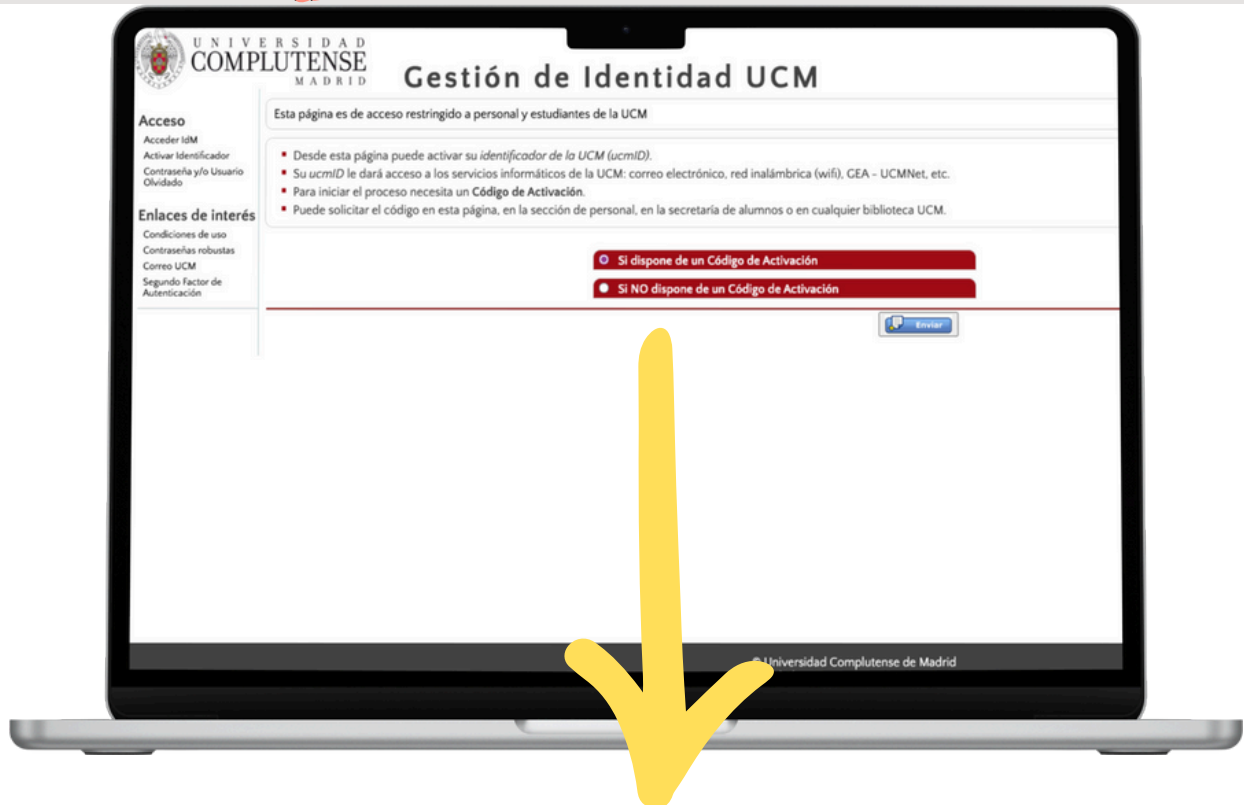 UNIVERSIDAD
COMPLUTENSE
MADRID
Gestión de Identidad UCM
Acceso
Acceder IdM
Activar Identificador
Contraseña y/o Usuario
Olvidado
Enlaces de interés
Condiciones de uso
Contraseñas robustas
Correo UCM
Segundo Factor de
Autenticación
Esta página es de acceso restringido a personal y estudiantes de la UCM
Desde esta página puede activar su identificador de la UCM (ucmID).
Su ucmID le dará acceso a los servicios informáticos de la UCM: correo electrónico, red inalámbrica (wifi), GEA - UCMNet, etc.
Para iniciar el proceso necesita un Código de Activación.
Puede solicitar el código en esta página, en la sección de personal, en la secretaría de alumnos o en cualquier biblioteca UCM.
Si dispone de un Código de Activación
Si NO dispone de un Código de Activación
Enviar
© Universidad Complutense de Madrid